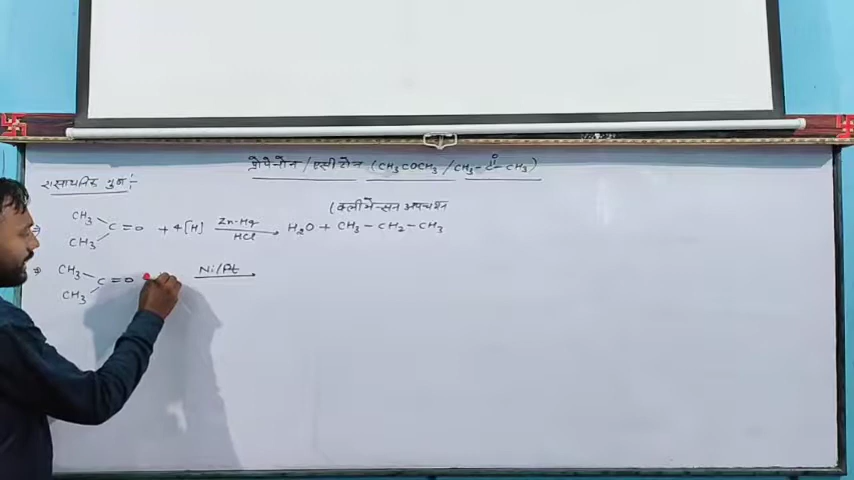 प्रोपेनोन / एसीटोन (CH₃COCH₃ / CH₃-C-CH₃)
O
रासायनिक गुण :-
(क्लीमेन्सन अपचयन
CH₃
C=O + 4[H] Zn-Hg HCl H₂O + CH₃-CH₂-CH₃
CH₃
CH₃
C=O Ni/Pt
CH₃